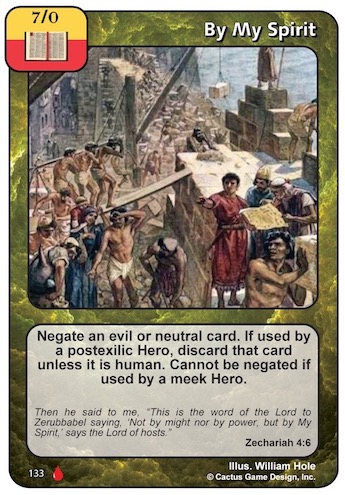 7/0
By My Spirit
Negate an evil or neutral card. If used
by a postexilic Hero, discard that card
unless it is human. Cannot be negated if
used by a meek Hero.
Then he said to me, "This is the word of the Lord to
Zerubbabel saying, 'Not by might nor by power, but by My
Spirit,' says the Lord of hosts."
Zechariah 4:6
Illus. William Hole
133
© Cactus Game Design, Inc.